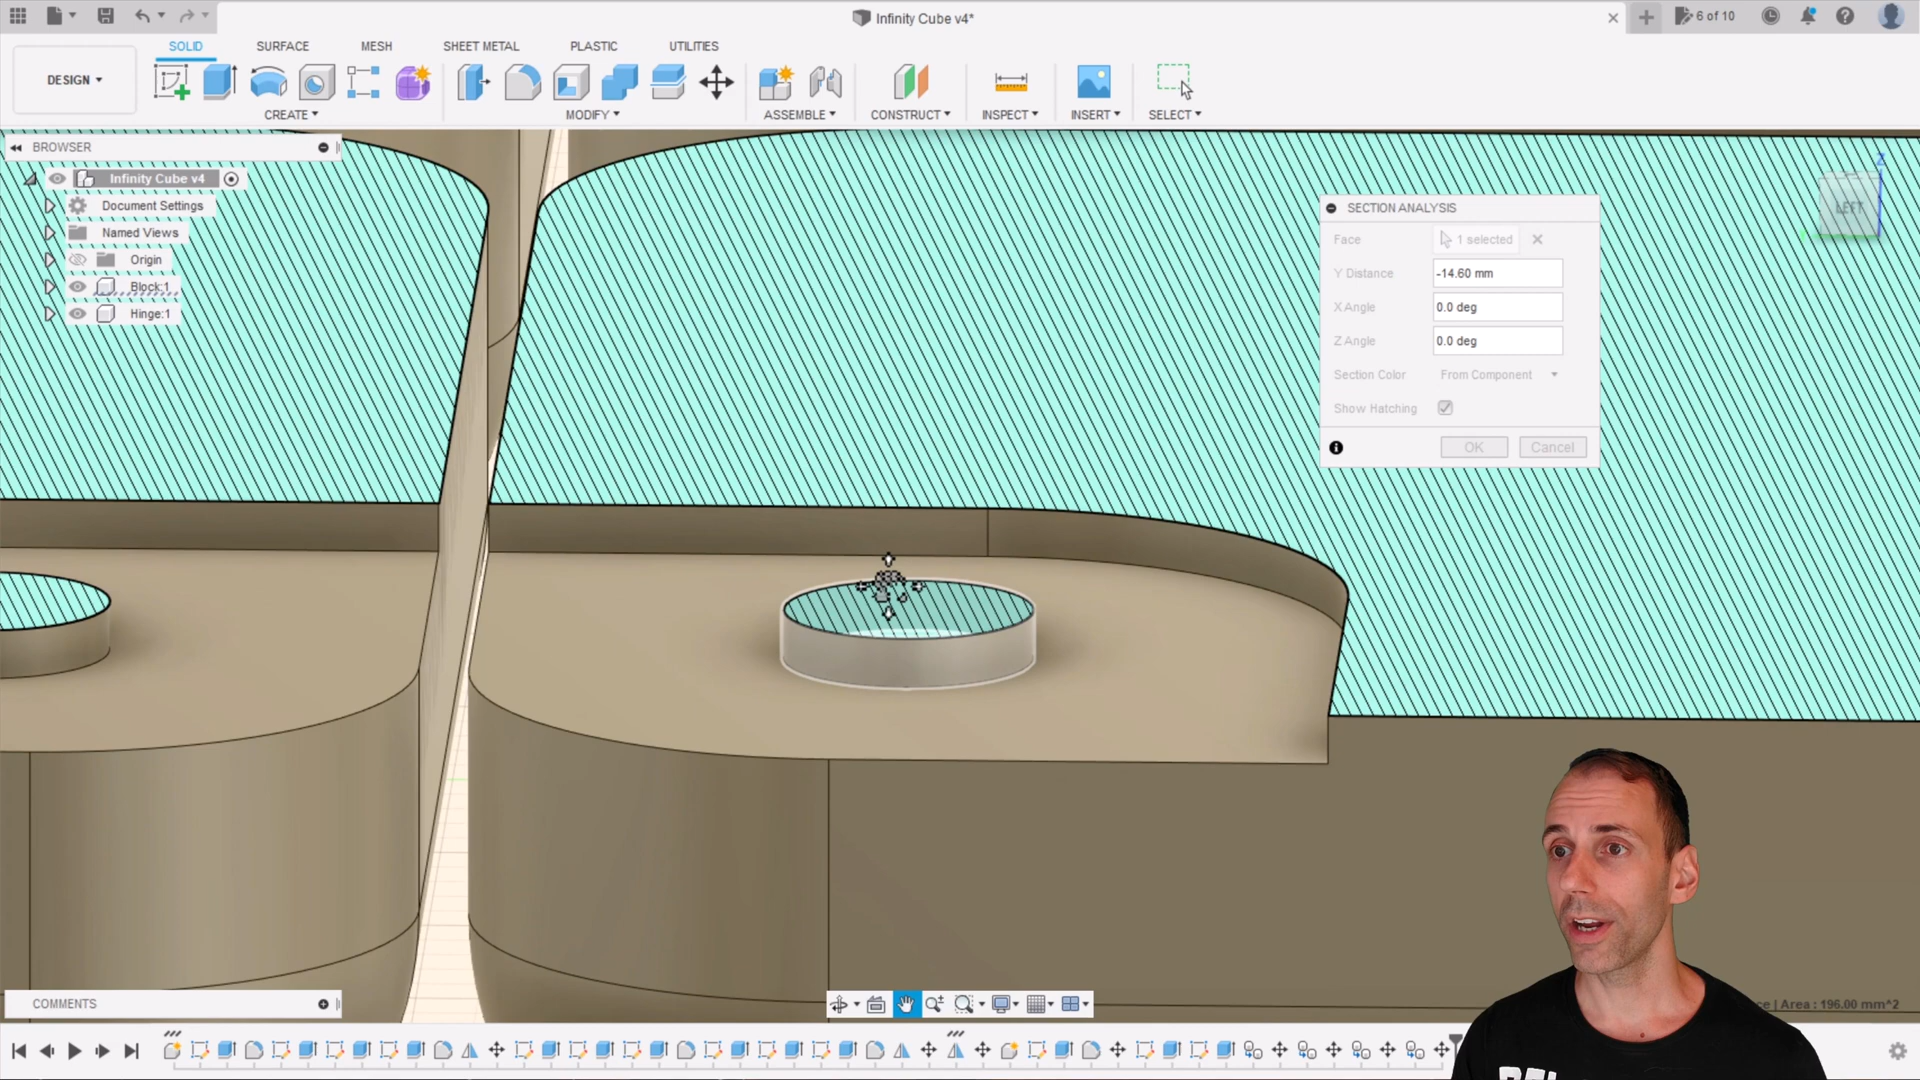 Infinity Cube v4*
6 of 10
DESIGN
SOLID
SURFACE
MESH
SHEET METAL
PLASTIC
UTILITIES
CREATE
MODIFY
ASSEMBLE
CONSTRUCT
INSPECT
INSERT
SELECT
BROWSER
Infinity Cube v4
Document Settings
Named Views
Origin
Block:1
Hinge:1
LEFT
Z
SECTION ANALYSIS
Face 1 selected
Y Distance -14.60 mm
X Angle 0.0 deg
Z Angle 0.0 deg
Section Color From Component
Show Hatching
OK Cancel
COMMENTS
Area : 196.00 mm^2